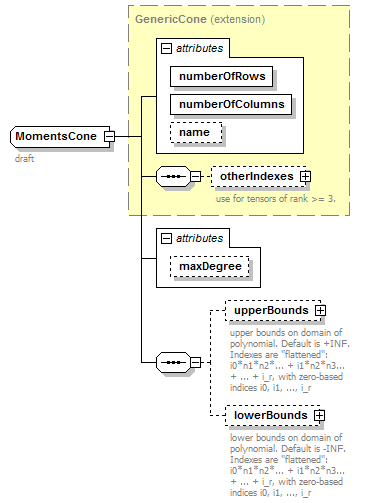 GenericCone (extension)
attributes
numberOfRows
numberOfColumns
name
MomentsCone
draft
otherIndexes
use for tensors of rank >= 3.
attributes
maxDegree
upperBounds
upper bounds on domain of
polynomial. Default is +INF.
Indexes are "flattened":
i0*n1*n2*... + i1*n2*n3...
+ ... + i_r, with zero-based
indices i0, i1, ..., i_r
lowerBounds
lower bounds on domain of
polynomial. Default is -INF.
Indexes are "flattened":
i0*n1*n2*... + i1*n2*n3...
+ ... + i_r, with zero-based
indices i0, i1, ..., i_r